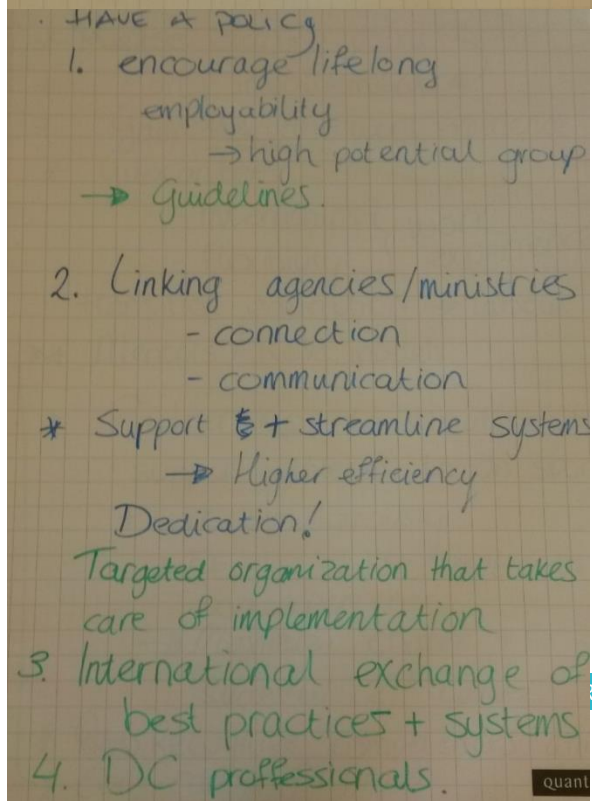 · HAVE A POLICY
1. encourage lifelong
employability
→ high potential group
→ Guidelines.
2. Linking agencies/ministries
- connection
- communication
* Support + streamline systems
→ Higher efficiency
Dedication!
Targeted organization that takes
care of implementation
3. International exchange of
best practices + systems
4. DC proffessionals.
quant